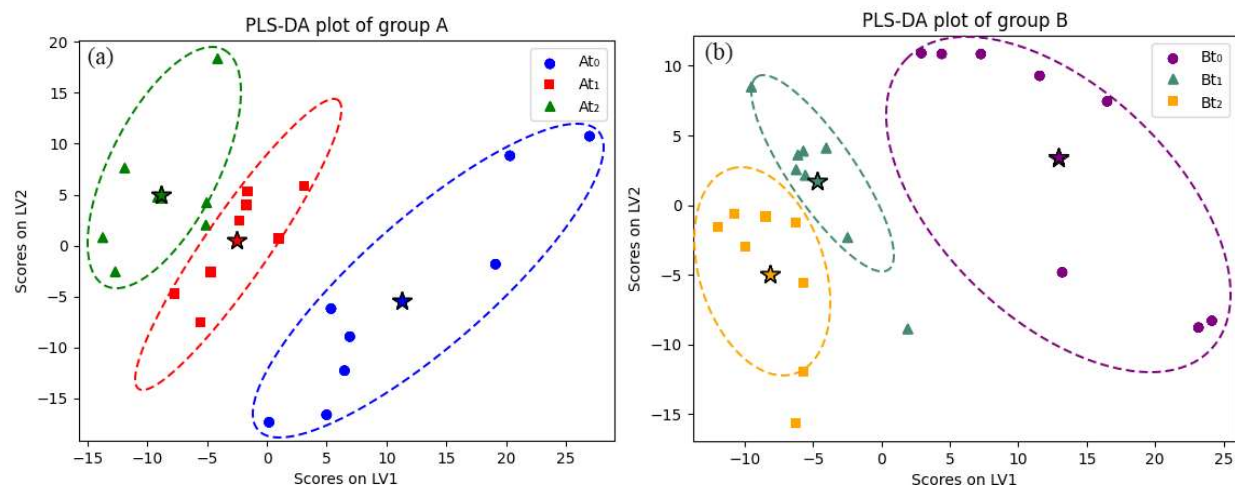 PLS-DA plot of group A
(a)
At₀
At₁
At₂
20
15
10
5
0
−5
−10
−15
Scores on LV2
−15 −10 −5 0 5 10 15 20 25
Scores on LV1
PLS-DA plot of group B
(b)
Bt₀
Bt₁
Bt₂
10
5
0
−5
−10
−15
Scores on LV2
−10 −5 0 5 10 15 20 25
Scores on LV1